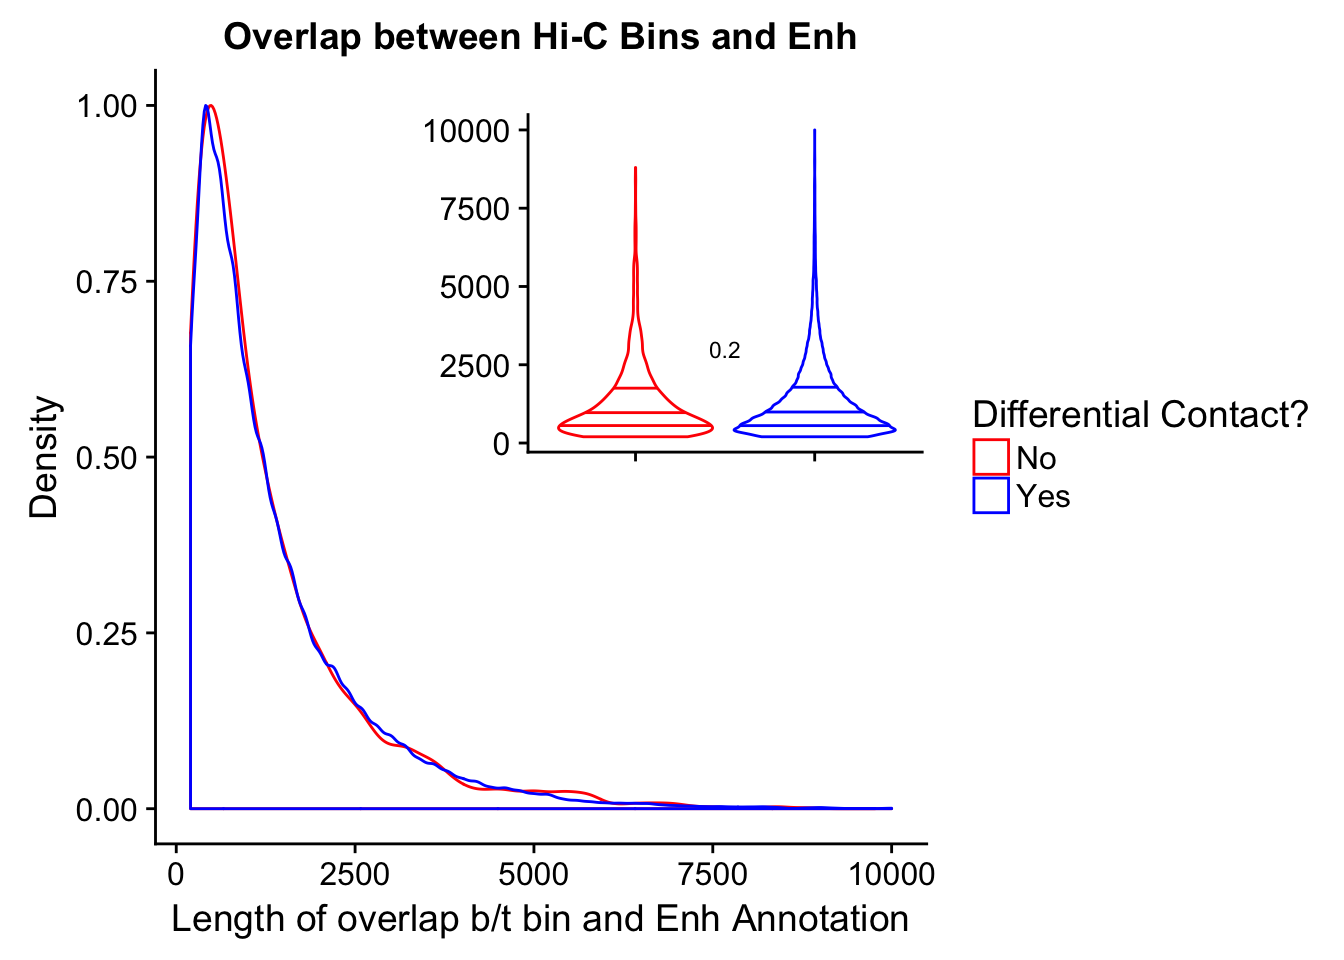 Overlap between Hi-C Bins and Enh
Density
1.00
0.75
0.50
0.25
0.00
10000
7500
5000
2500
0
0.2
Differential Contact?
No
Yes
0 2500 5000 7500 10000
Length of overlap b/t bin and Enh Annotation